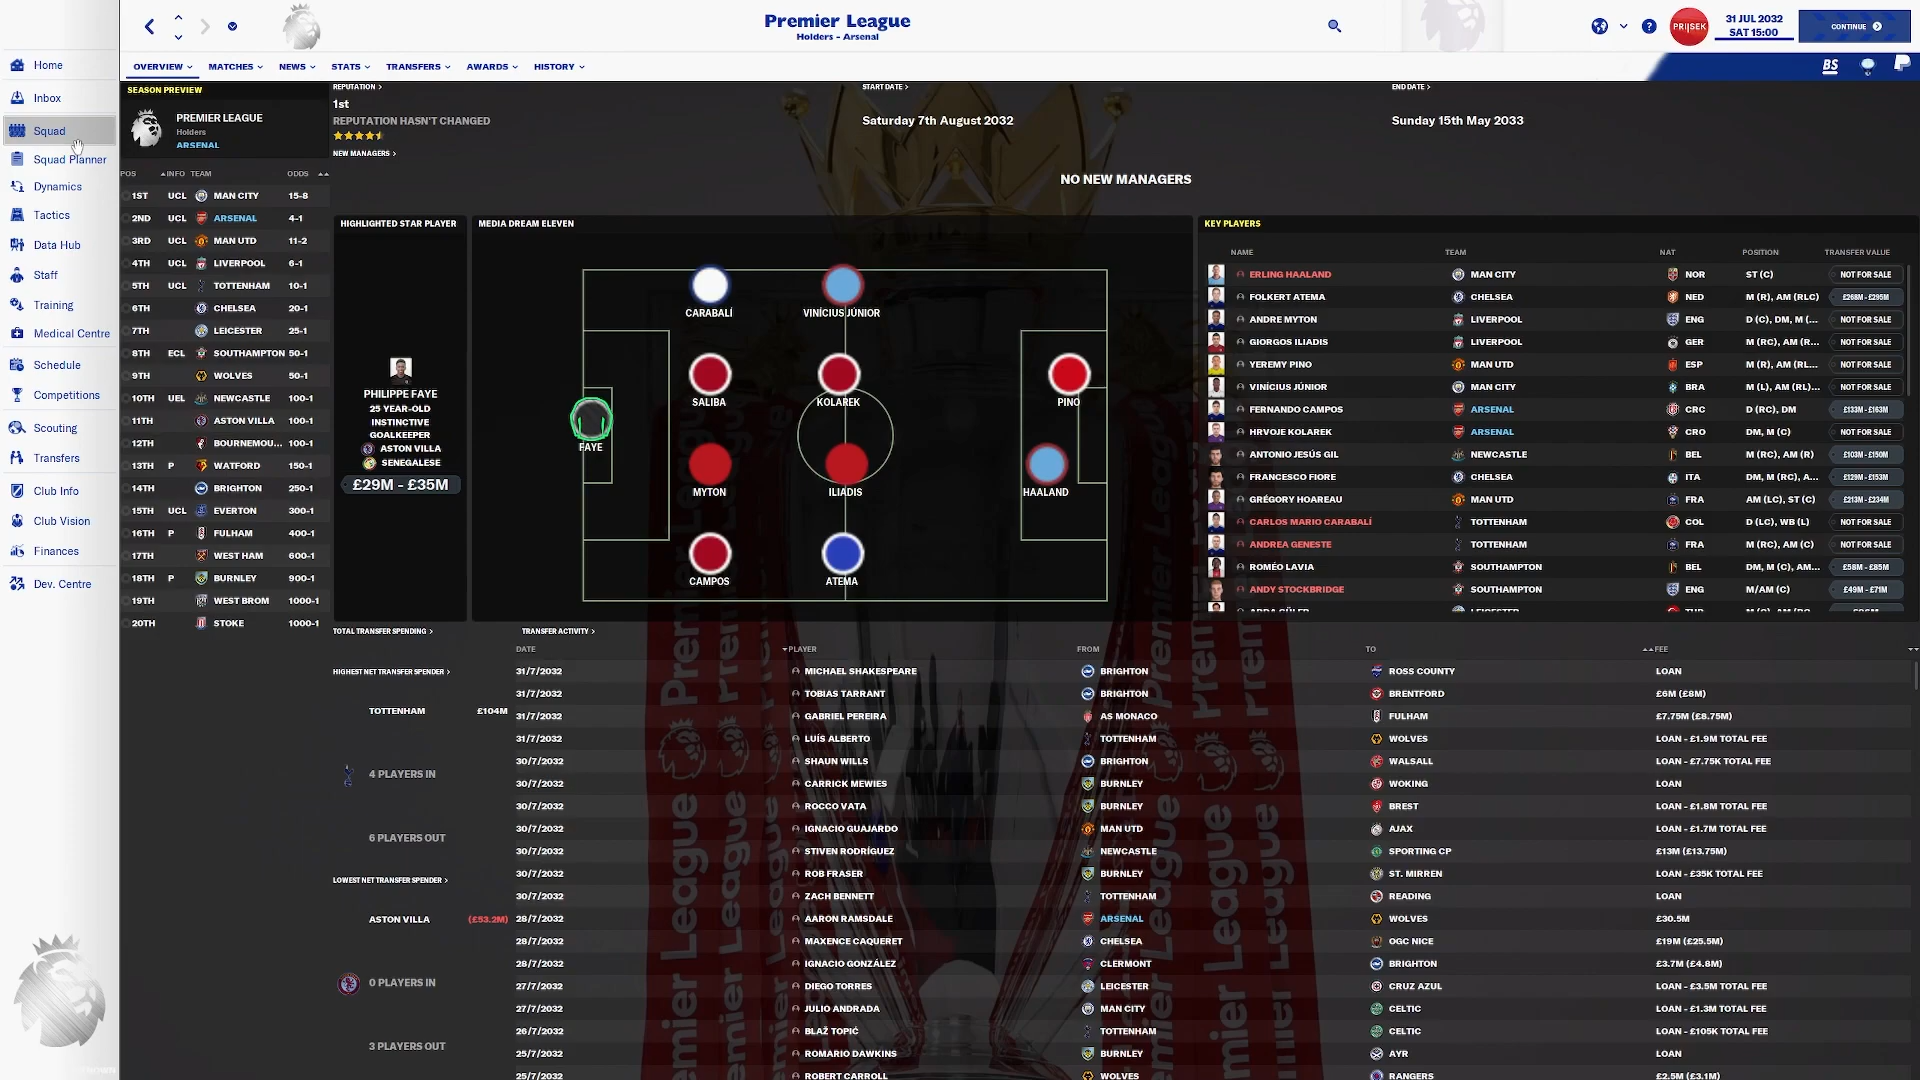 Premier League
Holders - Arsenal
PRIJSEK
31 JUL 2032
SAT 15:00
CONTINUE
Home
Inbox
Squad
Squad Planner
Dynamics
Tactics
Data Hub
Staff
Training
Medical Centre
Schedule
Competitions
Scouting
Transfers
Club Info
Club Vision
Finances
Dev. Centre
OVERVIEW
MATCHES
NEWS
STATS
TRANSFERS
AWARDS
HISTORY
BS
SEASON PREVIEW
PREMIER LEAGUE
Holders
ARSENAL
REPUTATION >
1st
REPUTATION HASN'T CHANGED
NEW MANAGERS >
START DATE >
Saturday 7th August 2032
END DATE >
Sunday 15th May 2033
NO NEW MANAGERS
POS INFO TEAM ODDS
1ST UCL MAN CITY 15-8
2ND UCL ARSENAL 4-1
3RD UCL MAN UTD 11-2
4TH UCL LIVERPOOL 6-1
5TH UCL TOTTENHAM 10-1
6TH CHELSEA 20-1
7TH LEICESTER 25-1
8TH ECL SOUTHAMPTON 50-1
9TH WOLVES 50-1
10TH UEL NEWCASTLE 100-1
11TH ASTON VILLA 100-1
12TH BOURNEMOU... 100-1
13TH P WATFORD 150-1
14TH BRIGHTON 250-1
15TH UCL EVERTON 300-1
16TH P FULHAM 400-1
17TH WEST HAM 600-1
18TH P BURNLEY 900-1
19TH WEST BROM 1000-1
20TH STOKE 1000-1
HIGHLIGHTED STAR PLAYER
PHILIPPE FAYE
25 YEAR-OLD
INSTINCTIVE
GOALKEEPER
ASTON VILLA
SENEGALESE
£29M - £35M
MEDIA DREAM ELEVEN
CARABALÍ
VINÍCIUS JÚNIOR
SALIBA
KOLAREK
PINO
FAYE
MYTON
ILIADIS
HAALAND
CAMPOS
ATEMA
KEY PLAYERS
NAME TEAM NAT POSITION TRANSFER VALUE
ERLING HAALAND MAN CITY NOR ST (C) NOT FOR SALE
FOLKERT ATEMA CHELSEA NED M (R), AM (RLC) £268M - £295M
ANDRE MYTON LIVERPOOL ENG D (C), DM, M (... NOT FOR SALE
GIORGOS ILIADIS LIVERPOOL GER M (RC), AM (R... NOT FOR SALE
YEREMY PINO MAN UTD ESP M (R), AM (RL... NOT FOR SALE
VINÍCIUS JÚNIOR MAN CITY BRA M (L), AM (RL)... NOT FOR SALE
FERNANDO CAMPOS ARSENAL CRC D (RC), DM £133M - £163M
HRVOJE KOLAREK ARSENAL CRO DM, M (C) NOT FOR SALE
ANTONIO JESÚS GIL NEWCASTLE BEL M (RC), AM (R) £103M - £150M
FRANCESCO FIORE CHELSEA ITA DM, M (RC), A... £129M - £153M
GRÉGORY HOAREAU MAN UTD FRA AM (LC), ST (C) £213M - £234M
CARLOS MARIO CARABALÍ TOTTENHAM COL D (LC), WB (L) NOT FOR SALE
ANDREA GENESTE TOTTENHAM FRA M (RC), AM (C) NOT FOR SALE
ROMÉO LAVIA SOUTHAMPTON BEL DM, M (C), AM... £58M - £85M
ANDY STOCKBRIDGE SOUTHAMPTON ENG M/AM (C) £49M - £71M
TOTAL TRANSFER SPENDING >
HIGHEST NET TRANSFER SPENDER >
TOTTENHAM £104M
4 PLAYERS IN
6 PLAYERS OUT
LOWEST NET TRANSFER SPENDER >
ASTON VILLA (£53.2M)
0 PLAYERS IN
3 PLAYERS OUT
TRANSFER ACTIVITY >
DATE PLAYER FROM TO FEE
31/7/2032 MICHAEL SHAKESPEARE BRIGHTON ROSS COUNTY LOAN
31/7/2032 TOBIAS TARRANT BRIGHTON BRENTFORD £6M (£8M)
31/7/2032 GABRIEL PEREIRA AS MONACO FULHAM £7.75M (£8.75M)
31/7/2032 LUÍS ALBERTO TOTTENHAM WOLVES LOAN - £1.9M TOTAL FEE
30/7/2032 SHAUN WILLS BRIGHTON WALSALL LOAN - £7.75K TOTAL FEE
30/7/2032 CARRICK MEWIES BURNLEY WOKING LOAN
30/7/2032 ROCCO VATA BURNLEY BREST LOAN - £1.8M TOTAL FEE
30/7/2032 IGNACIO GUAJARDO MAN UTD AJAX LOAN - £1.7M TOTAL FEE
30/7/2032 STIVEN RODRÍGUEZ NEWCASTLE SPORTING CP £13M (£13.75M)
30/7/2032 ROB FRASER BURNLEY ST. MIRREN LOAN - £35K TOTAL FEE
30/7/2032 ZACH BENNETT TOTTENHAM READING LOAN
28/7/2032 AARON RAMSDALE ARSENAL WOLVES £30.5M
28/7/2032 MAXENCE CAQUERET CHELSEA OGC NICE £19M (£25.5M)
28/7/2032 IGNACIO GONZÁLEZ CLERMONT BRIGHTON £3.7M (£4.8M)
27/7/2032 DIEGO TORRES LEICESTER CRUZ AZUL LOAN - £3.5M TOTAL FEE
27/7/2032 JULIO ANDRADA MAN CITY CELTIC LOAN - £1.3M TOTAL FEE
26/7/2032 BLAŽ TOPIĆ TOTTENHAM CELTIC LOAN - £105K TOTAL FEE
25/7/2032 ROMARIO DAWKINS BURNLEY AYR LOAN
25/7/2032 ROBERT CARROLL WOLVES RANGERS £2.5M (£3.1M)